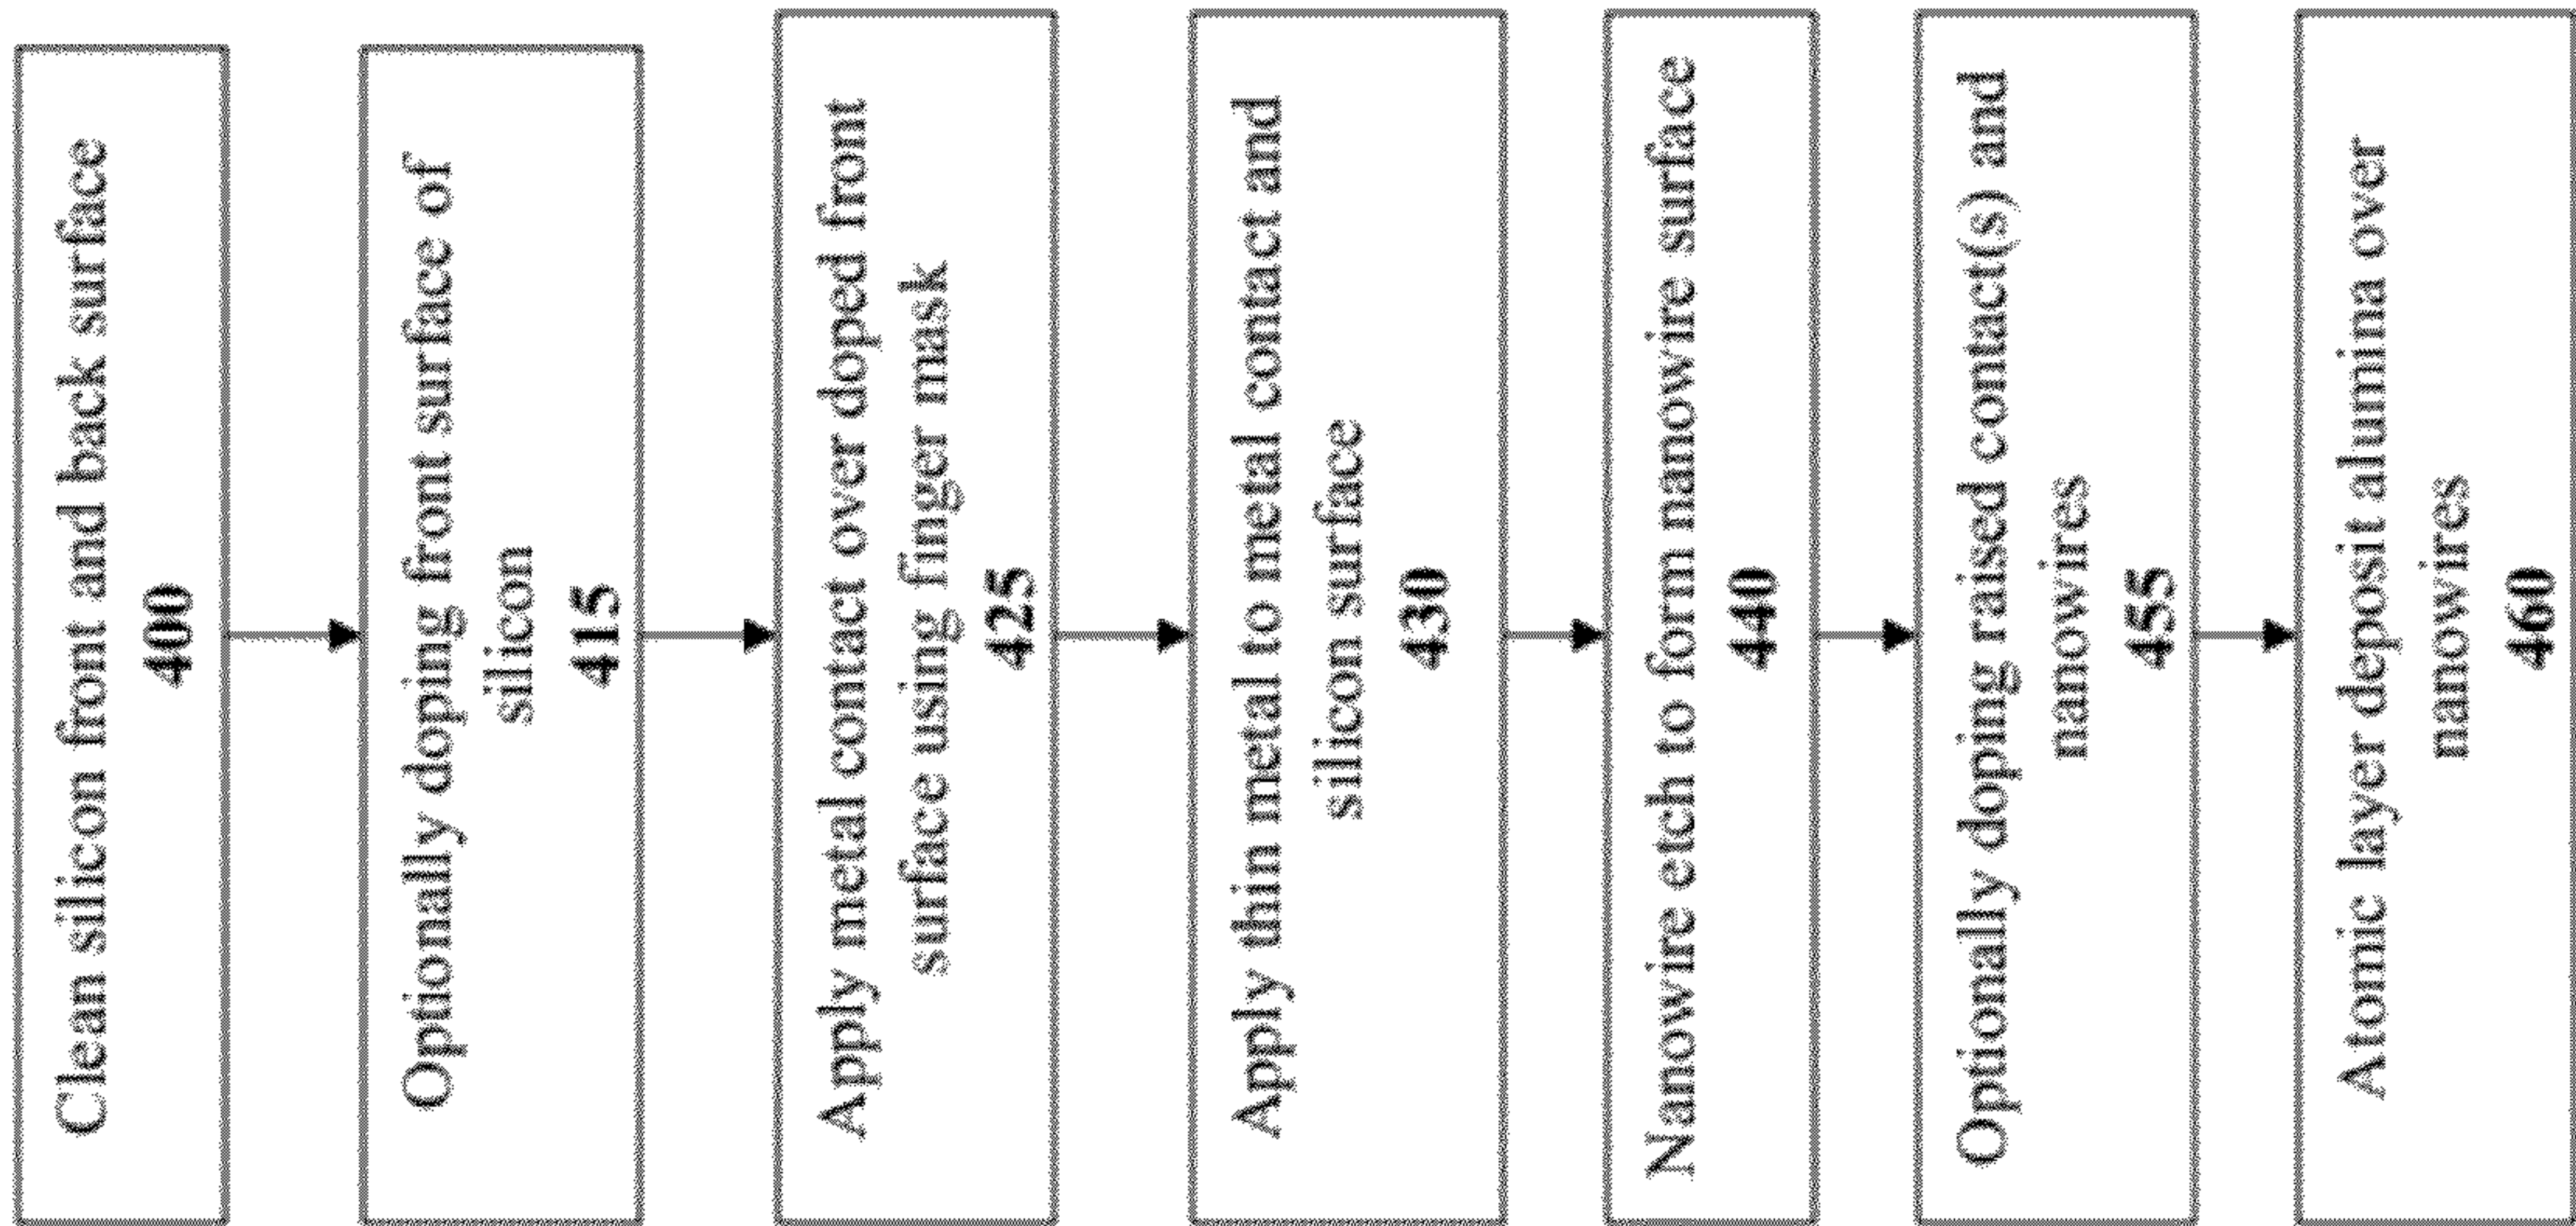 Clean silicon front and back surface
400
Optionally doping front surface of
silicon
415
Apply metal contact over doped front
surface using finger mask
425
Apply thin metal to metal contact and
silicon surface
430
Nanowire etch to form nanowire surface
440
Optionally doping raised contact(s) and
nanowires
455
Atomic layer deposit alumina over
nanowires
460